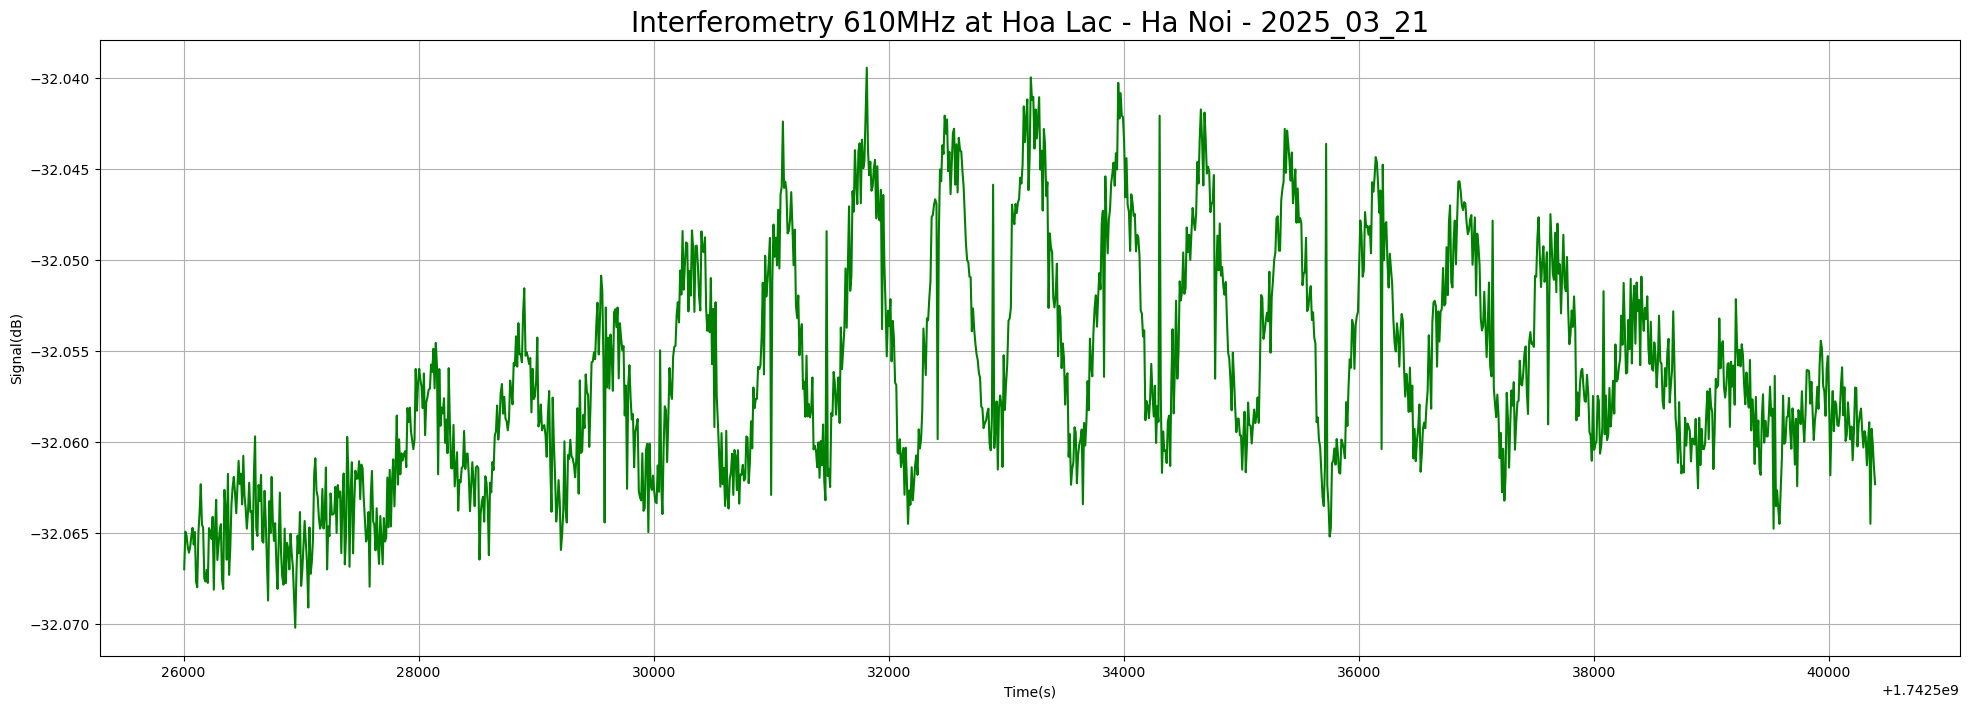 Interferometry 610MHz at Hoa Lac - Ha Noi - 2025_03_21
Signal(dB)
−32.040
−32.045
−32.050
−32.055
−32.060
−32.065
−32.070
26000 28000 30000 32000 34000 36000 38000 40000
Time(s)
+1.7425e9